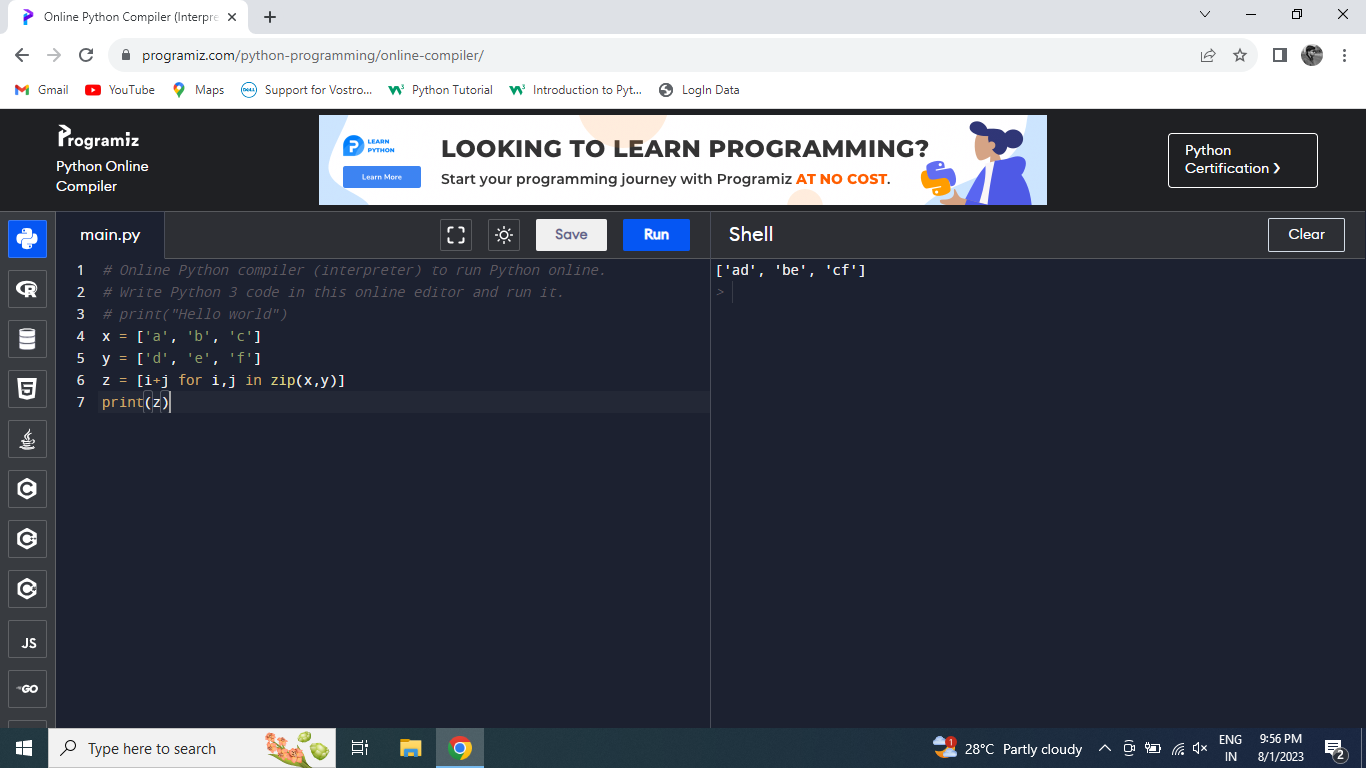 Online Python Compiler (Interpre
programiz.com/python-programming/online-compiler/
Gmail YouTube Maps Support for Vostro... Python Tutorial Introduction to Pyt... LogIn Data
Programiz
Python Online
Compiler
LEARN
PYTHON
Learn More
LOOKING TO LEARN PROGRAMMING?
Start your programming journey with Programiz AT NO COST.
Python
Certification >
main.py
Save
Run
Shell
Clear
1 # Online Python compiler (interpreter) to run Python online.
2 # Write Python 3 code in this online editor and run it.
3 # print("Hello world")
4 x = ['a', 'b', 'c']
5 y = ['d', 'e', 'f']
6 z = [i+j for i,j in zip(x,y)]
7 print(z)
['ad', 'be', 'cf']
>
R
5
C
C
C
JS
GO
Type here to search
1
28°C Partly cloudy
ENG
IN
9:56 PM
8/1/2023
2